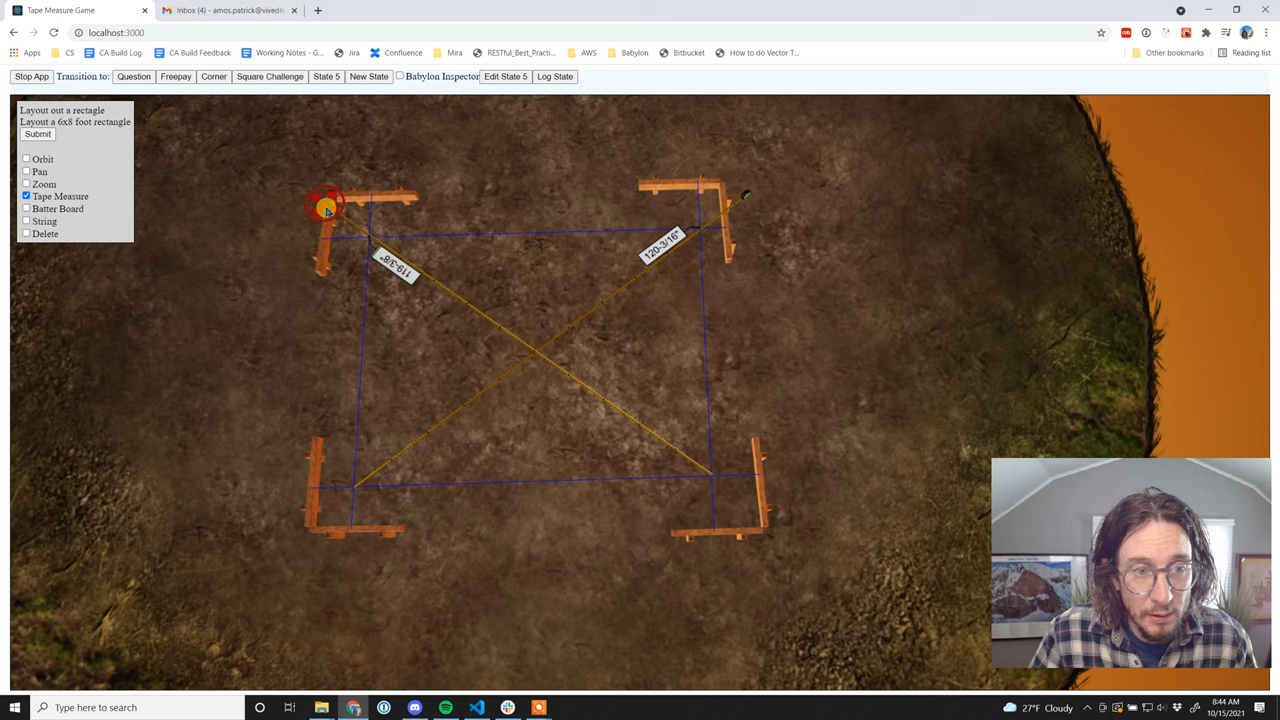 Tape Measure Game
Inbox (4) - amos.patrick@vivedle
localhost:3000
Apps
CS
CA Build Log
CA Build Feedback
Working Notes - G...
Jira
Confluence
Mira
RESTful_Best_Practi...
AWS
Babylon
Bitbucket
How to do Vector T...
Other bookmarks
Reading list
Stop App Transition to: Question Freepay Corner Square Challenge State 5 New State Babylon Inspector Edit State 5 Log State
Layout out a rectagle
Layout a 6x8 foot rectangle
Submit
Orbit
Pan
Zoom
Tape Measure
Batter Board
String
Delete
119-3/8"
120-3/16"
Type here to search
27°F Cloudy
8:44 AM
10/15/2021